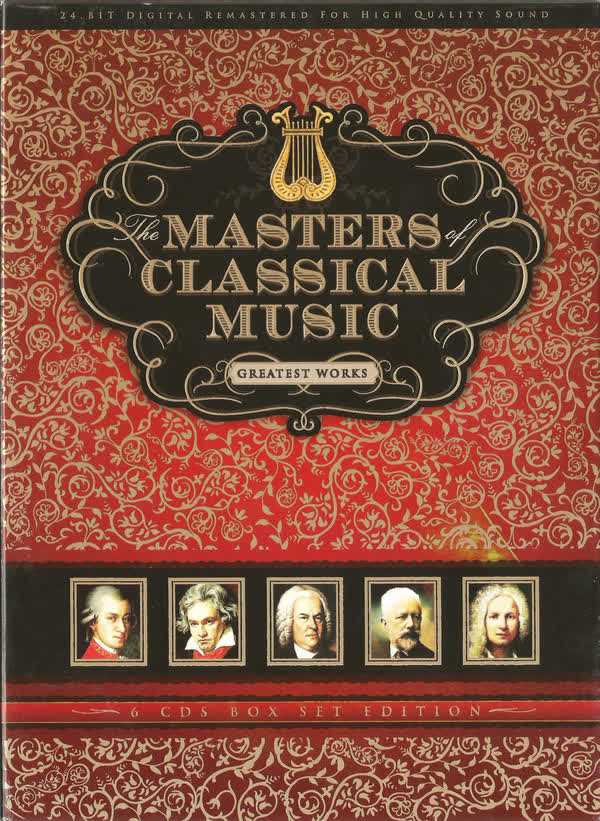 24.BIT DIGITAL REMASTERED FOR HIGH QUALITY SOUND
The MASTERS of
CLASSICAL
MUSIC
GREATEST WORKS
6 CDS BOX SET EDITION